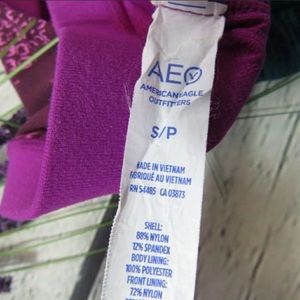 AEO
AMERICAN EAGLE
OUTFITTERS
S/P
MADE IN VIETNAM
FABRIQUÉ AU VIETNAM
RN 54485 CA 03873
SHELL:
88% NYLON
12% SPANDEX
BODY LINING:
100% POLYESTER
FRONT LINING:
72% NYLON